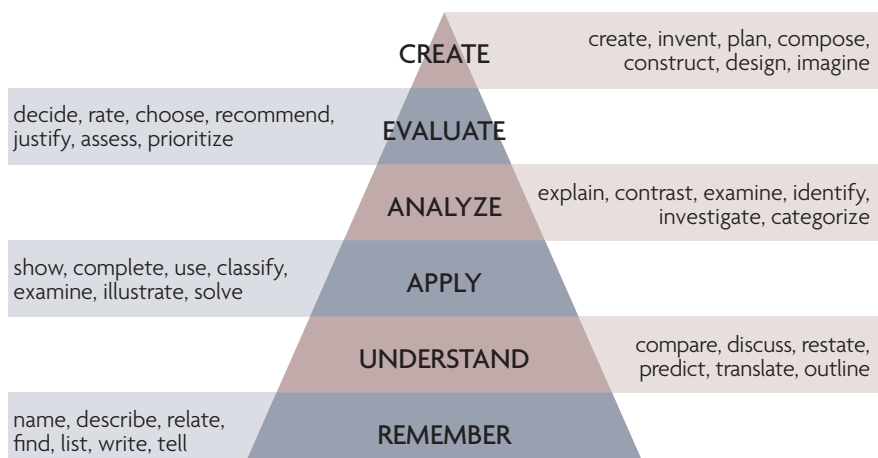 CREATE
create, invent, plan, compose,
construct, design, imagine
decide, rate, choose, recommend,
justify, assess, prioritize
EVALUATE
ANALYZE
explain, contrast, examine, identify,
investigate, categorize
show, complete, use, classify,
examine, illustrate, solve
APPLY
UNDERSTAND
compare, discuss, restate,
predict, translate, outline
name, describe, relate,
find, list, write, tell
REMEMBER